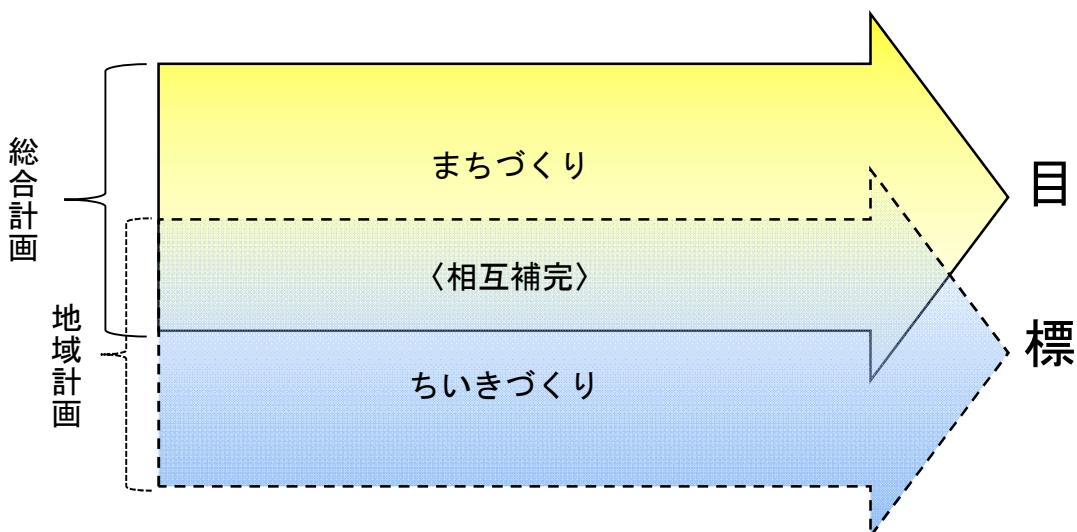 総合計画
地域計画
まちづくり
〈相互補完〉
ちいきづくり
目標